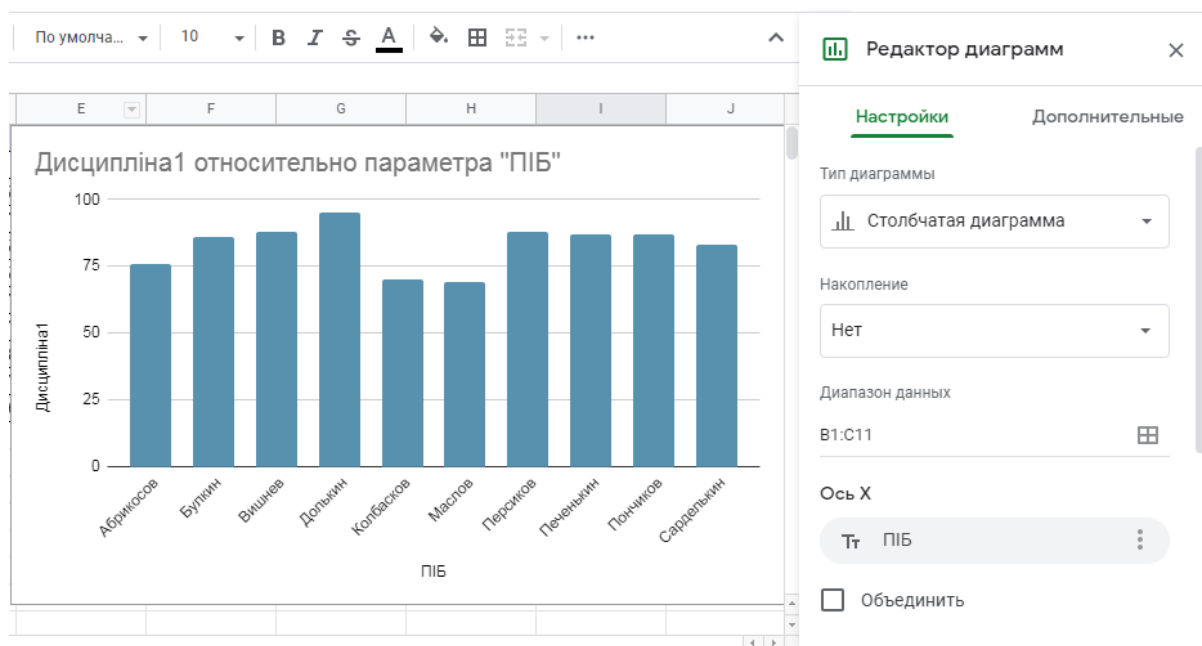 По умолча... 10 B I S A ...
Редактор диаграмм
E F G H I J
Настройки Дополнительные
Дисципліна1 относительно параметра "ПІБ"
100
75
50
25
0
Дисципліна1
Абрикосов Булкин Вишнев Долькин Колбасков Маслов Персиков Печенькин Пончиков Сарделькин
ПІБ
Тип диаграммы
Столбчатая диаграмма
Накопление
Нет
Диапазон данных
B1:C11
Ось X
Тт ПІБ
Объединить